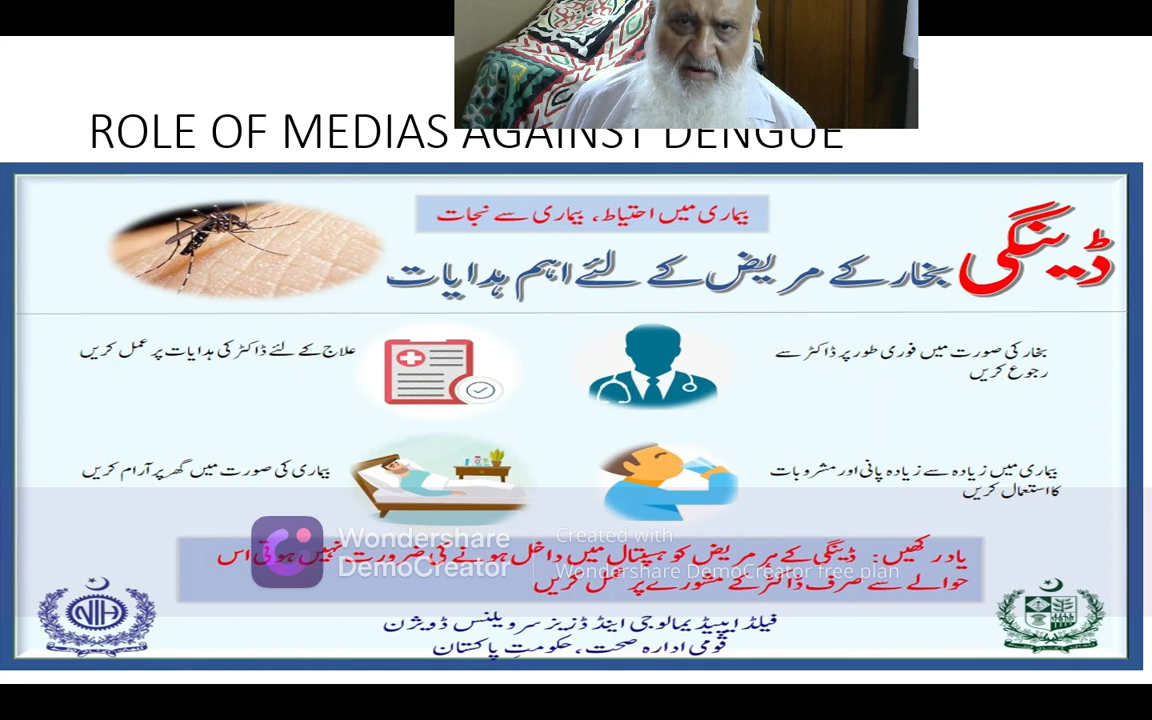 ROLE OF MEDIAS AGAINST DENGUE
بیماری میں احتیاط، بیماری سے نجات
ڈینگی بخار کے مریض کے لئے اہم ہدایات
بخار کی صورت میں فوری طور پر ڈاکٹر سے
رجوع کریں
علاج کے لئے ڈاکٹر کی ہدایات پر عمل کریں
بیماری میں زیادہ سے زیادہ پانی اور مشروبات
کا استعمال کریں
بیماری کی صورت میں گھر پر آرام کریں
یاد رکھیں: ڈینگی کے ہر مریض کو ہسپتال میں داخل ہونے کی ضرورت نہیں ہوتی اس
حوالے سے صرف ڈاکٹر کے مشورے پر عمل کریں
Wondershare
DemoCreator
Created with
Wondershare DemoCreator free plan
فیلڈ ایپیڈیمالوجی اینڈ ڈزیز سرویلنس ڈویژن
قومی ادارہ صحت، حکومتِ پاکستان
NIH